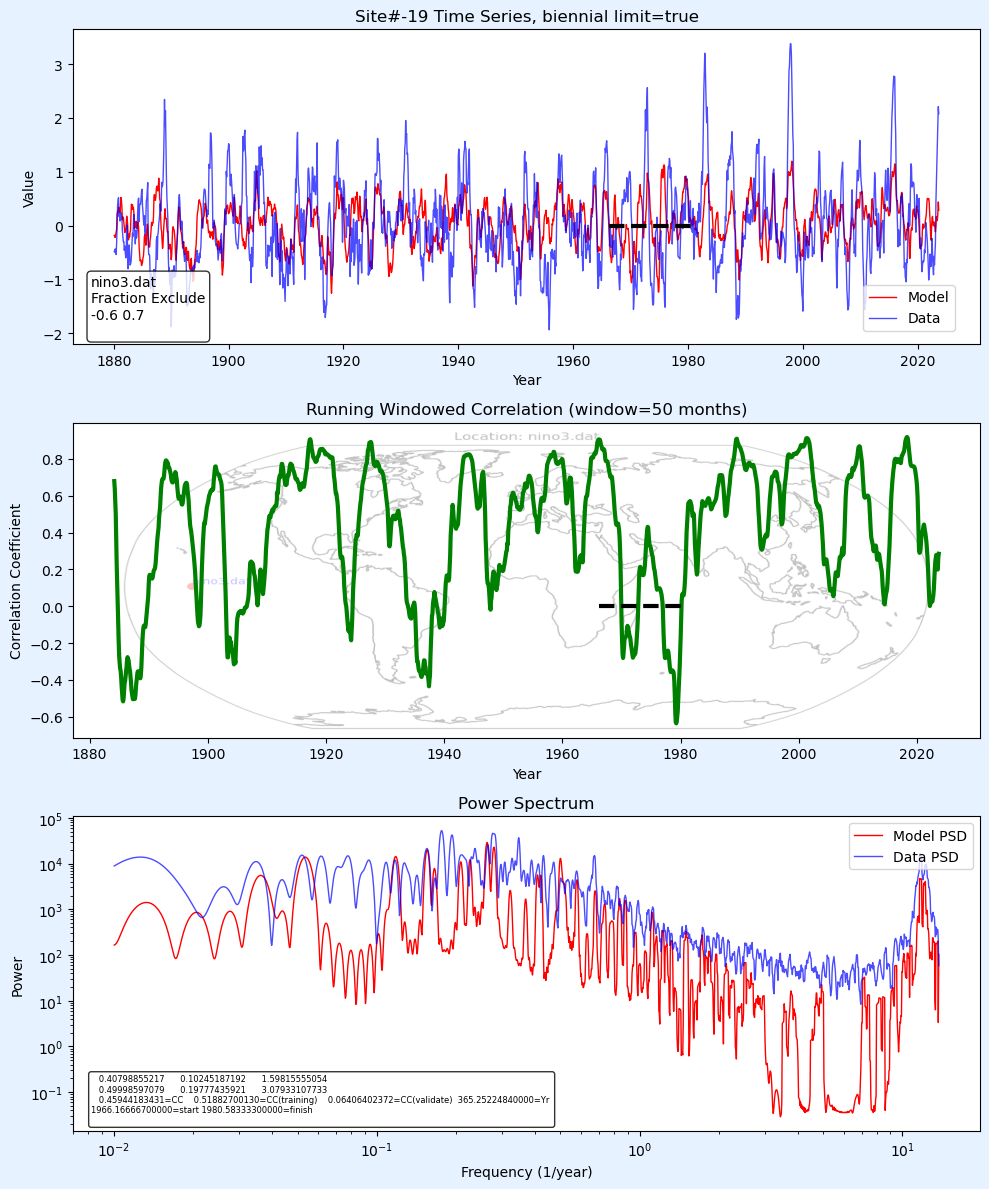 Site#-19 Time Series, biennial limit=true
Value
3
2
1
0
−1
−2
nino3.dat
Fraction Exclude
-0.6 0.7
Model
Data
1880 1900 1920 1940 1960 1980 2000 2020
Year
Running Windowed Correlation (window=50 months)
Location: nino3.dat
Correlation Coefficient
0.8
0.6
0.4
0.2
0.0
−0.2
−0.4
−0.6
nino3.dat
1880 1900 1920 1940 1960 1980 2000 2020
Year
Power Spectrum
Power
10^5
10^4
10^3
10^2
10^1
10^0
10^−1
Model PSD
Data PSD
0.40798855217 0.10245187192 1.59815555054
0.49998597079 0.19777435921 3.07933107733
0.45944183431=CC 0.51882700130=CC(training) 0.06406402372=CC(validate) 365.25224840000=Yr
1966.16666700000=start 1980.58333300000=finish
10^−2 10^−1 10^0 10^1
Frequency (1/year)